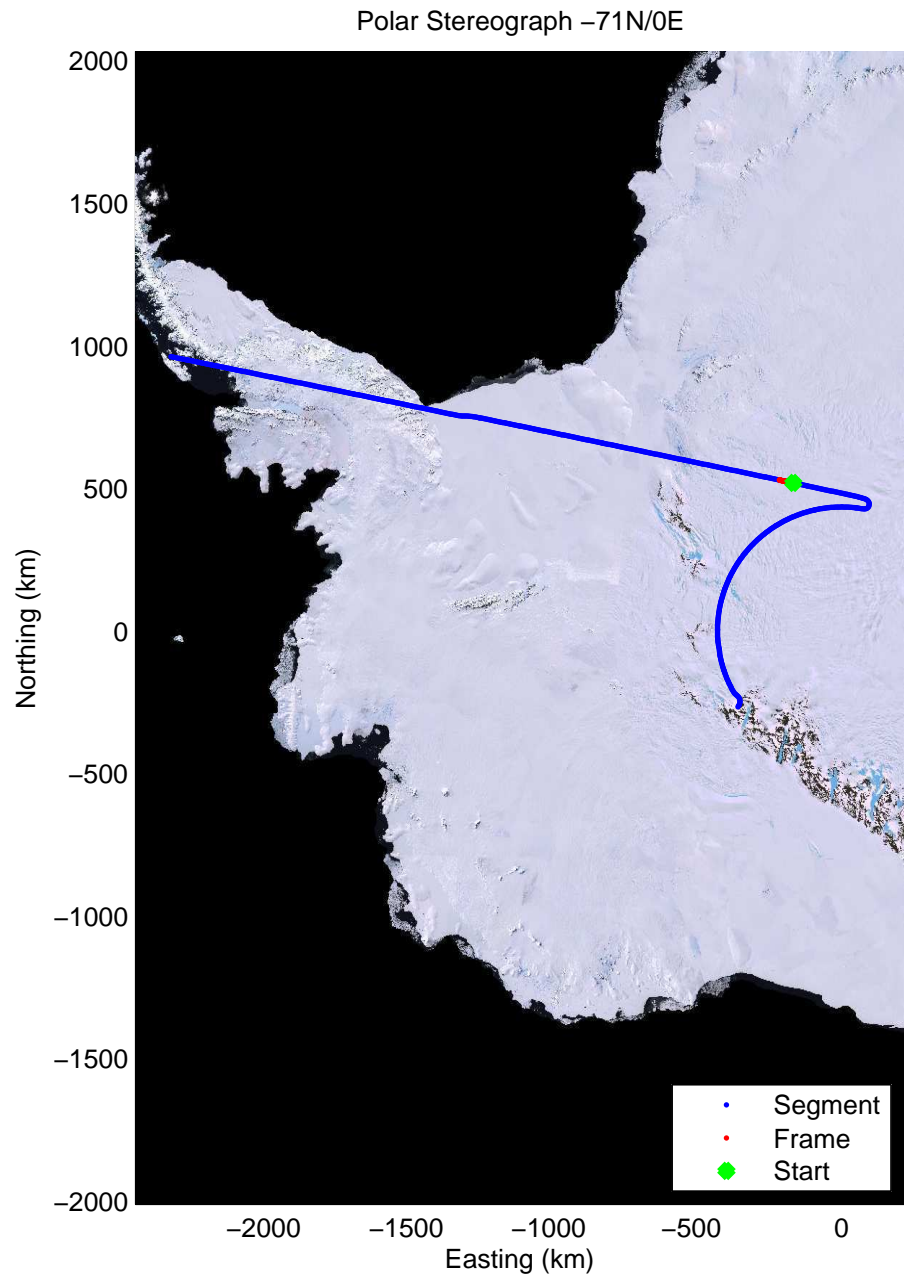 Polar Stereograph −71N/0E
2000
1500
1000
500
0
−500
−1000
−1500
−2000
Northing (km)
−2000 −1500 −1000 −500 0
Easting (km)
Segment
Frame
Start